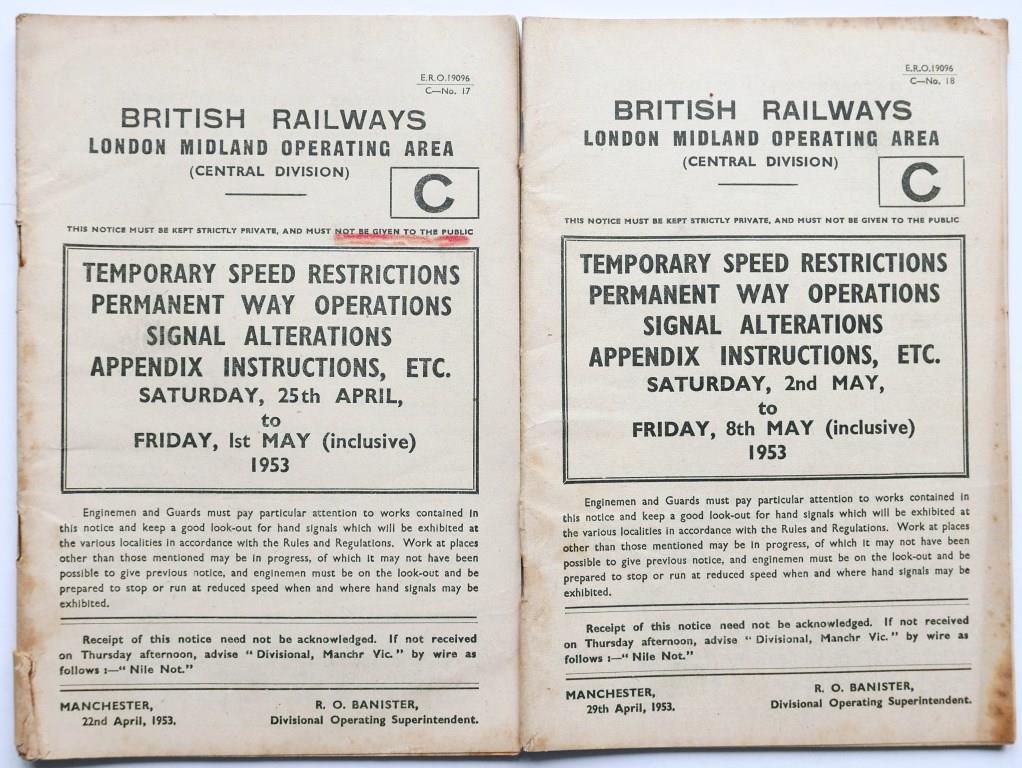 E.R.O.19096
C—No. 17
BRITISH RAILWAYS
LONDON MIDLAND OPERATING AREA
(CENTRAL DIVISION)
C
THIS NOTICE MUST BE KEPT STRICTLY PRIVATE, AND MUST NOT BE GIVEN TO THE PUBLIC
TEMPORARY SPEED RESTRICTIONS
PERMANENT WAY OPERATIONS
SIGNAL ALTERATIONS
APPENDIX INSTRUCTIONS, ETC.
SATURDAY, 25th APRIL,
to
FRIDAY, 1st MAY (inclusive)
1953
Enginemen and Guards must pay particular attention to works contained in
this notice and keep a good look-out for hand signals which will be exhibited at
the various localities in accordance with the Rules and Regulations. Work at places
other than those mentioned may be in progress, of which it may not have been
possible to give previous notice, and enginemen must be on the look-out and be
prepared to stop or run at reduced speed when and where hand signals may be
exhibited.
Receipt of this notice need not be acknowledged. If not received
on Thursday afternoon, advise "Divisional, Manchr Vic." by wire as
follows :—"Nile Not."
MANCHESTER,
22nd April, 1953.
R. O. BANISTER,
Divisional Operating Superintendent.
E.R.O.19096
C—No. 18
BRITISH RAILWAYS
LONDON MIDLAND OPERATING AREA
(CENTRAL DIVISION)
C
THIS NOTICE MUST BE KEPT STRICTLY PRIVATE, AND MUST NOT BE GIVEN TO THE PUBLIC
TEMPORARY SPEED RESTRICTIONS
PERMANENT WAY OPERATIONS
SIGNAL ALTERATIONS
APPENDIX INSTRUCTIONS, ETC.
SATURDAY, 2nd MAY,
to
FRIDAY, 8th MAY (inclusive)
1953
Enginemen and Guards must pay particular attention to works contained in
this notice and keep a good look-out for hand signals which will be exhibited at
the various localities in accordance with the Rules and Regulations. Work at places
other than those mentioned may be in progress, of which it may not have been
possible to give previous notice, and enginemen must be on the look-out and be
prepared to stop or run at reduced speed when and where hand signals may be
exhibited.
Receipt of this notice need not be acknowledged. If not received
on Thursday afternoon, advise "Divisional, Manchr Vic." by wire as
follows :—"Nile Not."
MANCHESTER,
29th April, 1953.
R. O. BANISTER,
Divisional Operating Superintendent.